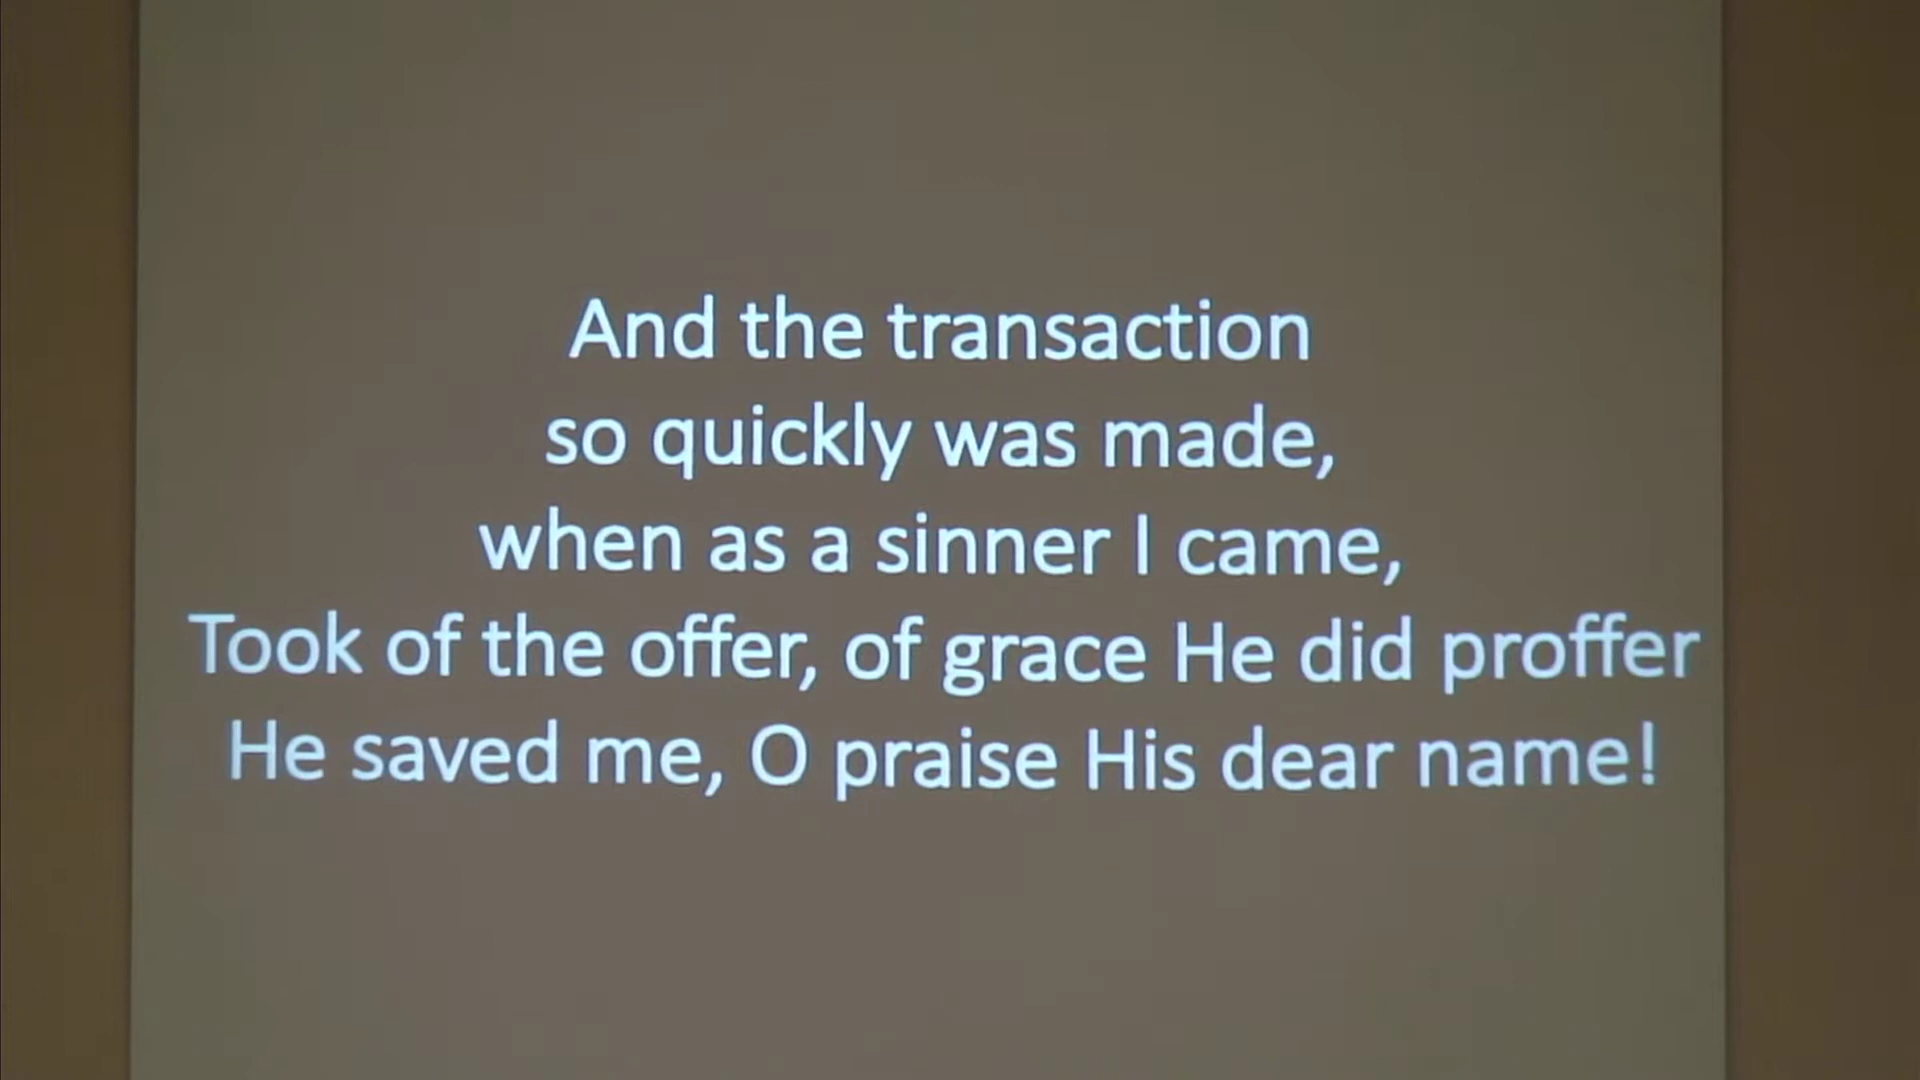 And the transaction
so quickly was made,
when as a sinner I came,
Took of the offer, of grace He did proffer
He saved me, O praise His dear name!